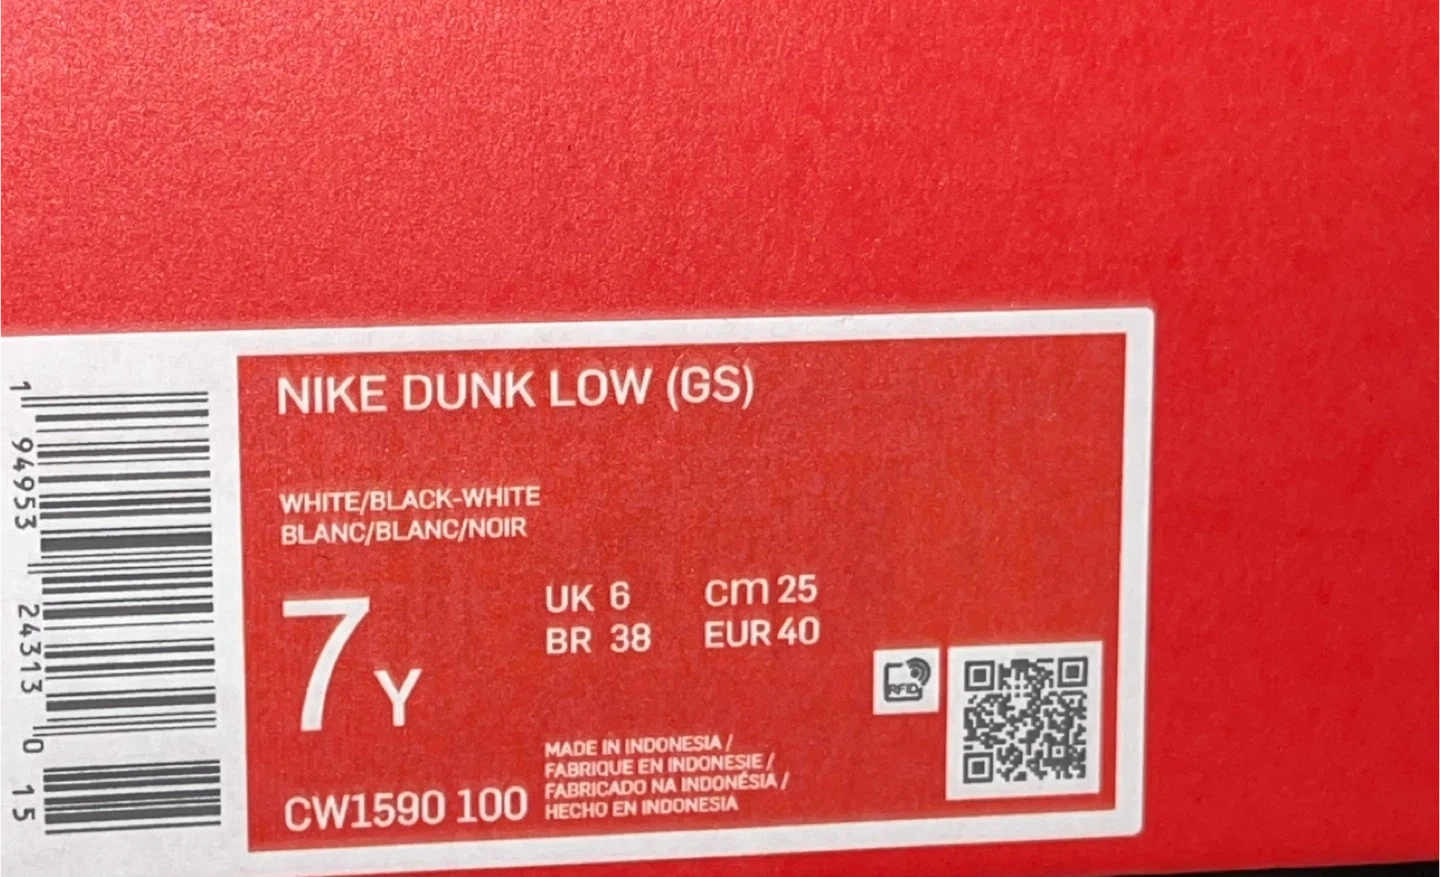 NIKE DUNK LOW (GS)
WHITE/BLACK-WHITE
BLANC/BLANC/NOIR
7Y
UK 6 cm 25
BR 38 EUR 40
RFID
MADE IN INDONESIA /
FABRIQUE EN INDONESIE /
FABRICADO NA INDONÉSIA /
HECHO EN INDONESIA
CW1590 100
1 94953 24313 0 15